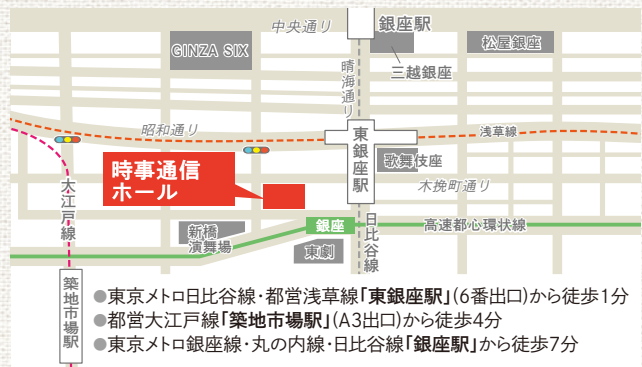 中央通り
銀座駅
GINZA SIX
三越銀座
松屋銀座
晴海通り
昭和通り
東銀座駅
浅草線
歌舞伎座
木挽町通り
時事通信
ホール
大江戸線
新橋
演舞場
銀座
東劇
日比谷線
高速都心環状線
築地市場駅
●東京メトロ日比谷線・都営浅草線「東銀座駅」(6番出口)から徒歩1分
●都営大江戸線「築地市場駅」(A3出口)から徒歩4分
●東京メトロ銀座線・丸の内線・日比谷線「銀座駅」から徒歩7分